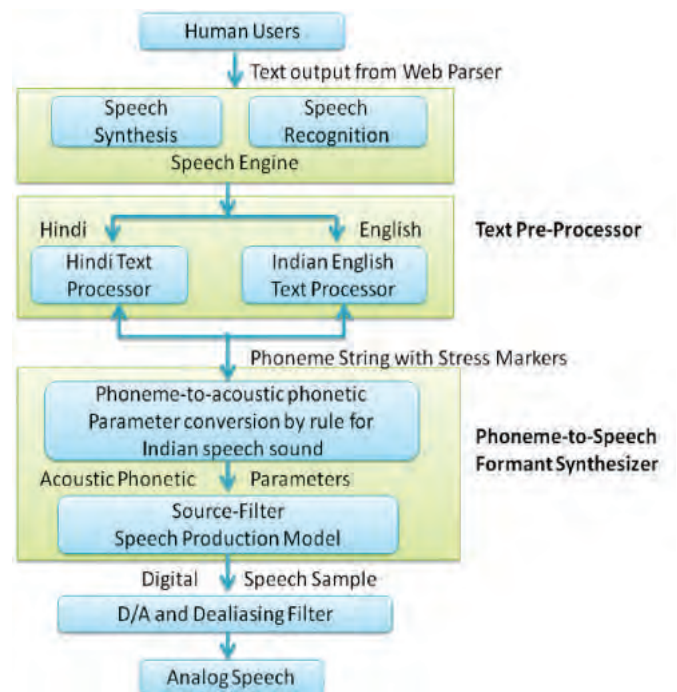 Human Users
Text output from Web Parser
Speech
Synthesis
Speech
Recognition
Speech Engine
Hindi
English
Text Pre-Processor
Hindi Text
Processor
Indian English
Text Processor
Phoneme String with Stress Markers
Phoneme-to-acoustic phonetic
Parameter conversion by rule for
Indian speech sound
Phoneme-to-Speech
Formant Synthesizer
Acoustic Phonetic Parameters
Source-Filter
Speech Production Model
Digital Speech Sample
D/A and Dealiasing Filter
Analog Speech